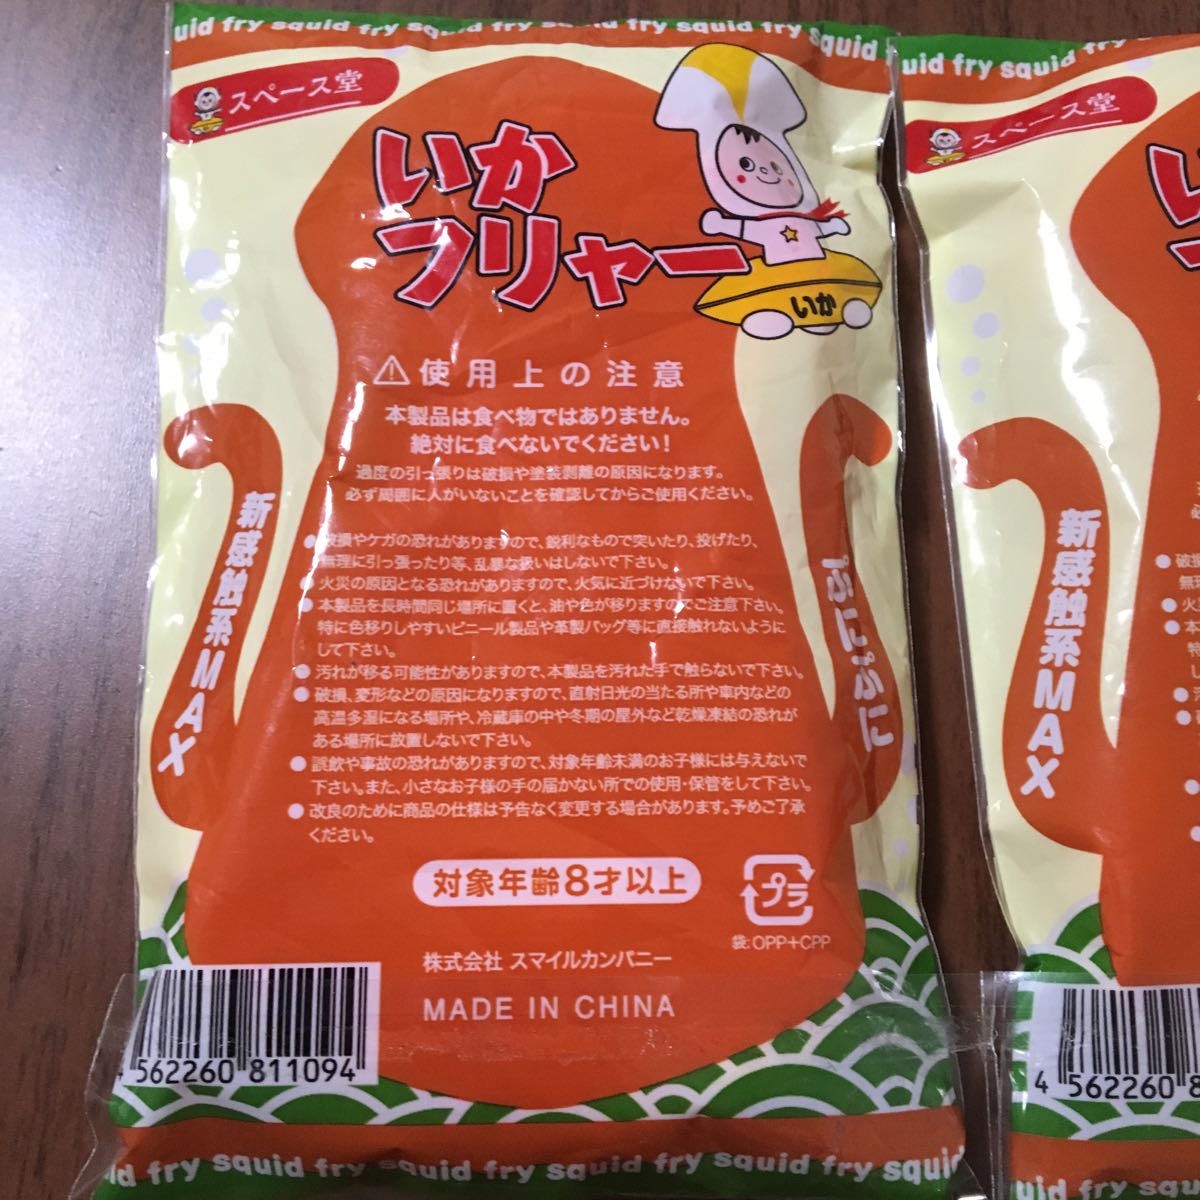 uid fry squid fry squid fry squid fry squid fry squid
スペース堂
いか
フリャー
いか
⚠使用上の注意
本製品は食べ物ではありません。
絶対に食べないでください！
過度の引っ張りは破損や塗装剥離の原因になります。
必ず周囲に人がいないことを確認してからご使用ください。
●破損やケガの恐れがありますので、鋭利なもので突いたり、投げたり、
無理に引っ張ったり等、乱暴な扱いはしないで下さい。
●火災の原因となる恐れがありますので、火気に近づけないで下さい。
●本製品を長時間同じ場所に置くと、油や色が移りますのでご注意下さい。
特に色移りしやすいビニール製品や革製バッグ等に直接触れないように
して下さい。
●汚れが移る可能性がありますので、本製品を汚れた手で触らないで下さい。
●破損、変形などの原因になりますので、直射日光の当たる所や車内などの
高温多湿になる場所や、冷蔵庫の中や冬期の屋外など乾燥凍結の恐れが
ある場所に放置しないで下さい。
●誤飲や事故の恐れがありますので、対象年齢未満のお子様には与えないで
下さい。また、小さなお子様の手の届かない所での使用・保管をして下さい。
●改良のために商品の仕様は予告なく変更する場合があります。予めご了承
ください。
新感触系MAX
ぷにぷに
対象年齢8才以上
プラ
袋:OPP+CPP
株式会社 スマイルカンパニー
MADE IN CHINA
4 562260 811094
uid fry squid fry squid fry squid fry squid fry squid
uid fry squid fry squid fry
スペース堂
新感触系MAX
4 562260 8
squid fry